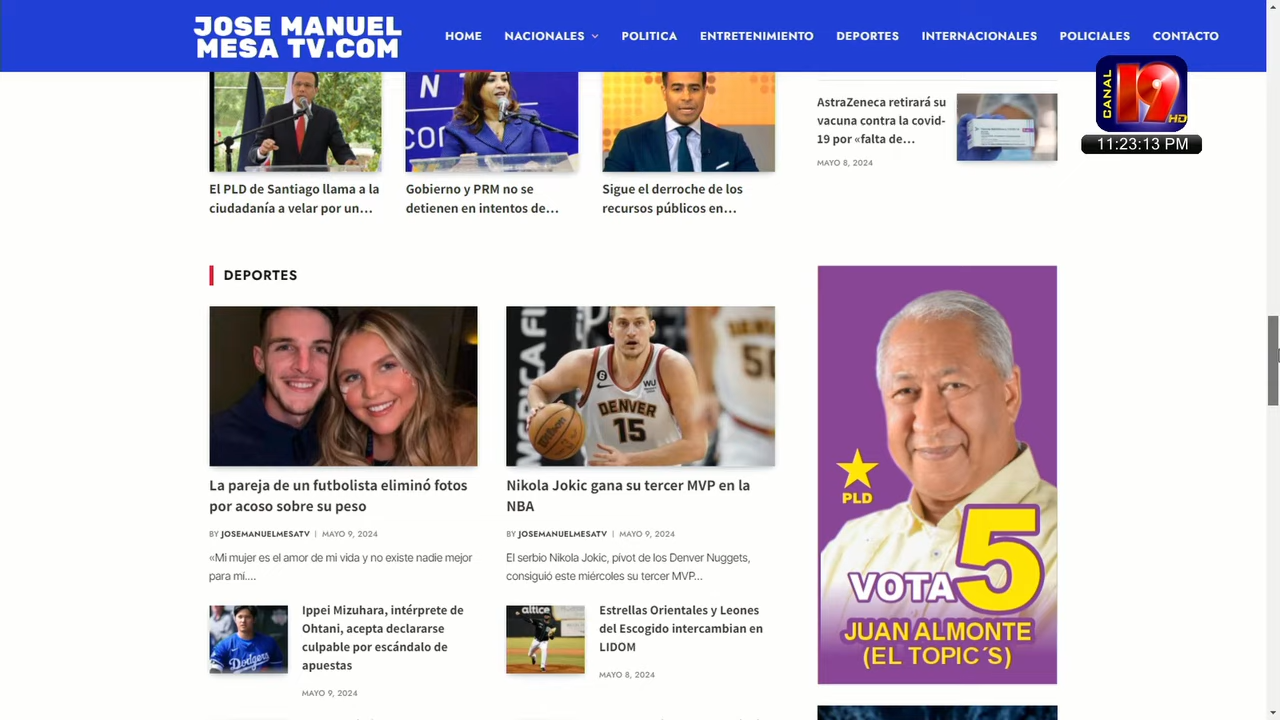 JOSE MANUEL
MESA TV.COM
HOME NACIONALES POLITICA ENTRETENIMIENTO DEPORTES INTERNACIONALES POLICIALES CONTACTO
CANAL 19 HD
11:23:13 PM
El PLD de Santiago llama a la
ciudadanía a velar por un…
Gobierno y PRM no se
detienen en intentos de…
Sigue el derroche de los
recursos públicos en…
AstraZeneca retirará su
vacuna contra la covid-
19 por «falta de…
MAYO 8, 2024
DEPORTES
DENVER
15
6
WU
La pareja de un futbolista eliminó fotos
por acoso sobre su peso
BY JOSEMANUELMESATV | MAYO 9, 2024
«Mi mujer es el amor de mi vida y no existe nadie mejor
para mí.…
Nikola Jokic gana su tercer MVP en la
NBA
BY JOSEMANUELMESATV | MAYO 9, 2024
El serbio Nikola Jokic, pivot de los Denver Nuggets,
consiguió este miércoles su tercer MVP…
Dodgers
Ippei Mizuhara, intérprete de
Ohtani, acepta declararse
culpable por escándalo de
apuestas
MAYO 9, 2024
altice
Estrellas Orientales y Leones
del Escogido intercambian en
LIDOM
MAYO 8, 2024
PLD
VOTA 5
JUAN ALMONTE
(EL TOPIC´S)